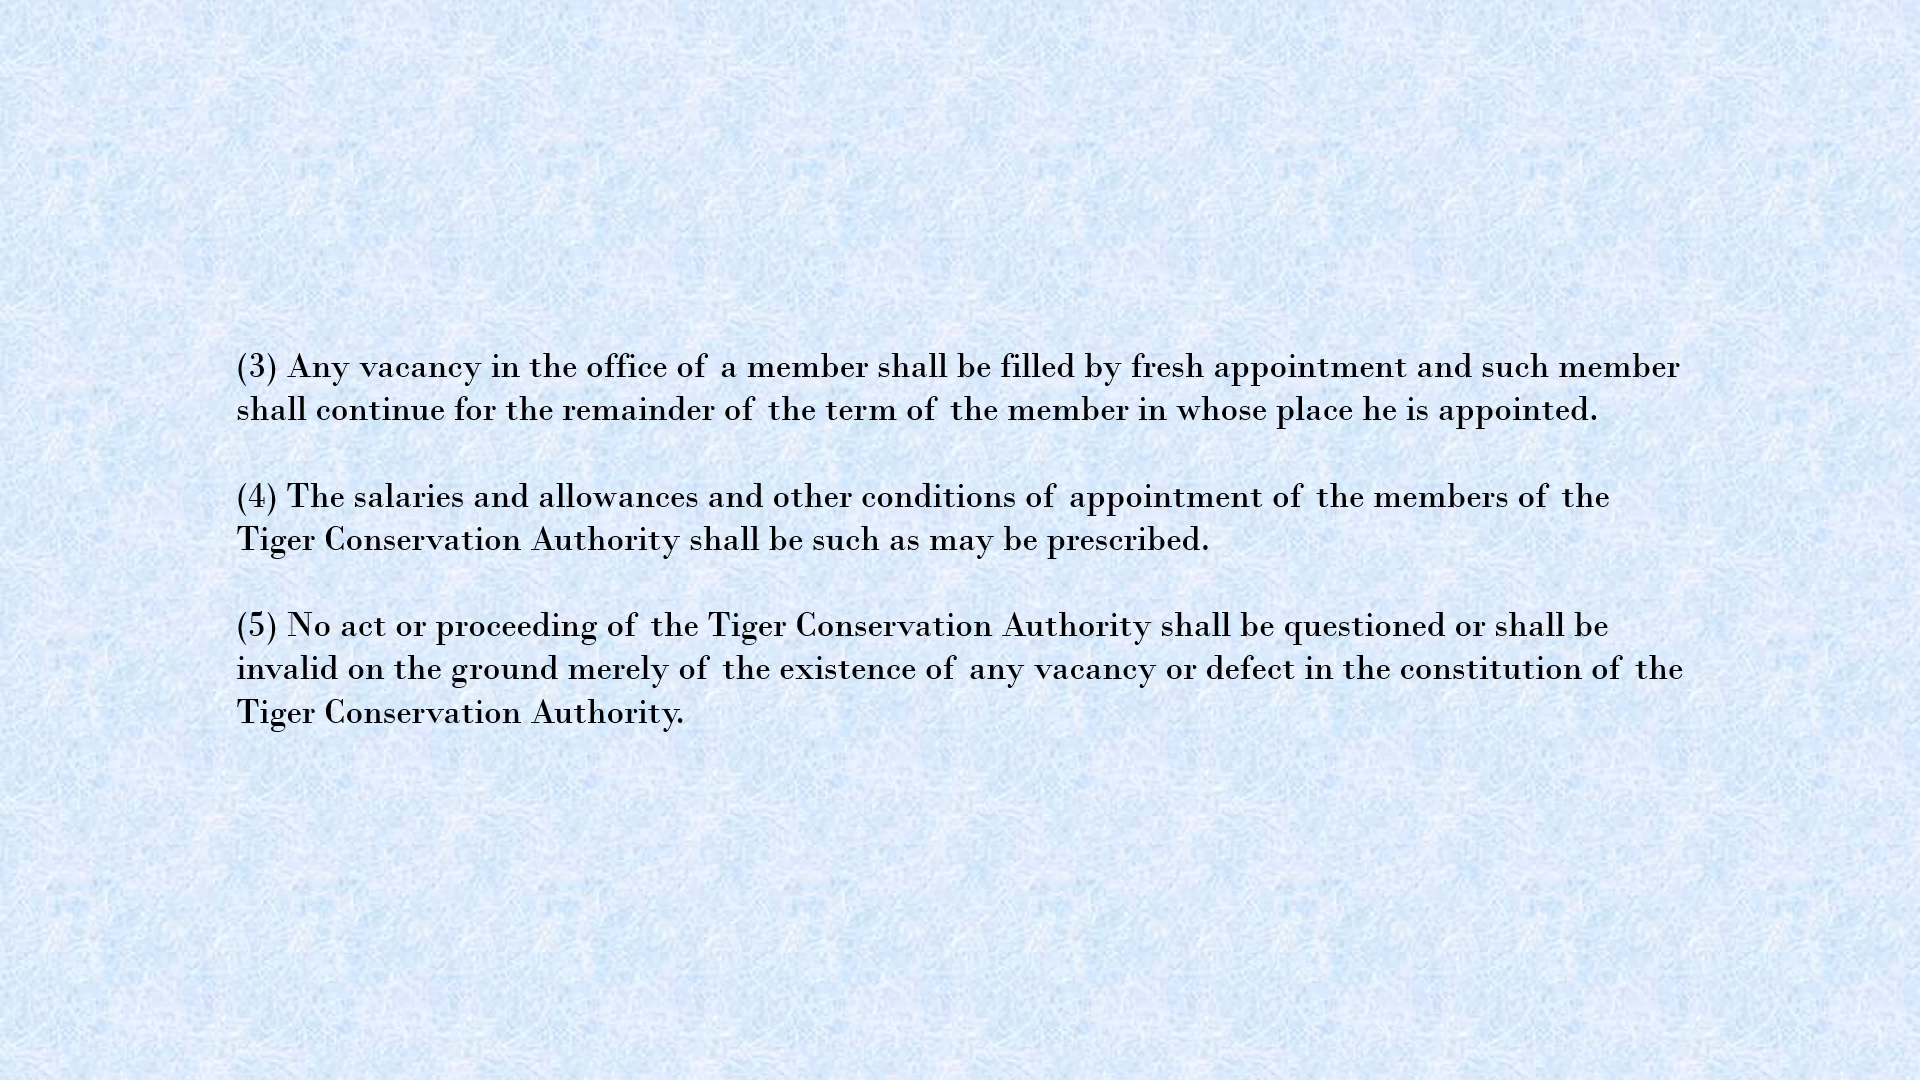 (3) Any vacancy in the office of a member shall be filled by fresh appointment and such member
shall continue for the remainder of the term of the member in whose place he is appointed.
(4) The salaries and allowances and other conditions of appointment of the members of the
Tiger Conservation Authority shall be such as may be prescribed.
(5) No act or proceeding of the Tiger Conservation Authority shall be questioned or shall be
invalid on the ground merely of the existence of any vacancy or defect in the constitution of the
Tiger Conservation Authority.